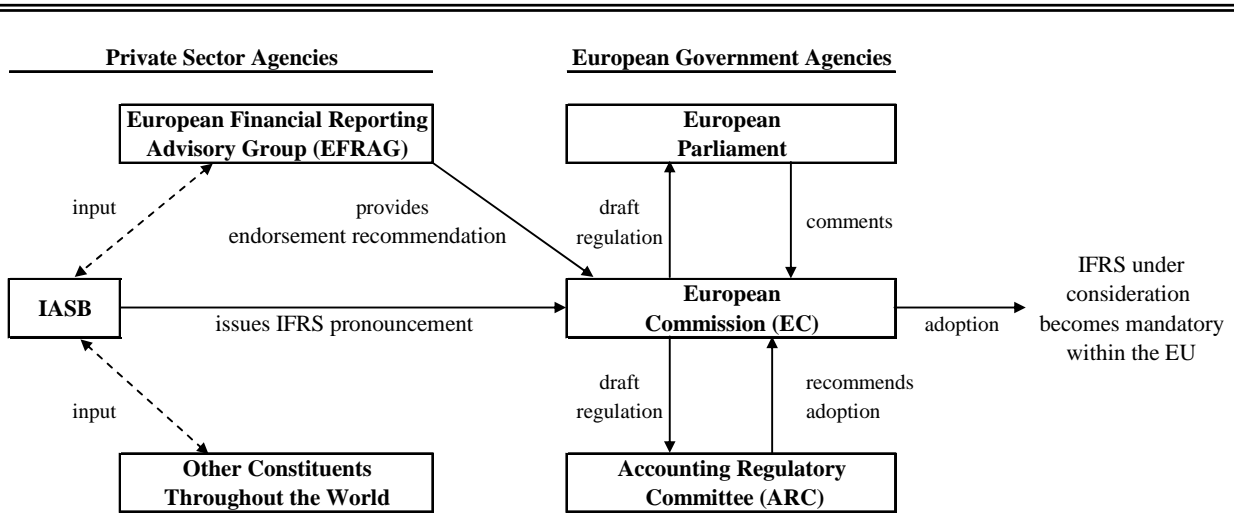 Private Sector Agencies
European Government Agencies
European Financial Reporting
Advisory Group (EFRAG)
European
Parliament
input
provides
endorsement recommendation
draft
regulation
comments
IASB
issues IFRS pronouncement
European
Commission (EC)
adoption
IFRS under
consideration
becomes mandatory
within the EU
input
draft
regulation
recommends
adoption
Other Constituents
Throughout the World
Accounting Regulatory
Committee (ARC)